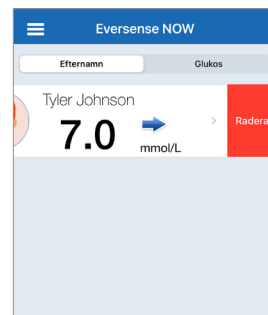 Eversense NOW
Efternamn Glukos
Tyler Johnson
7.0
mmol/L
Radera